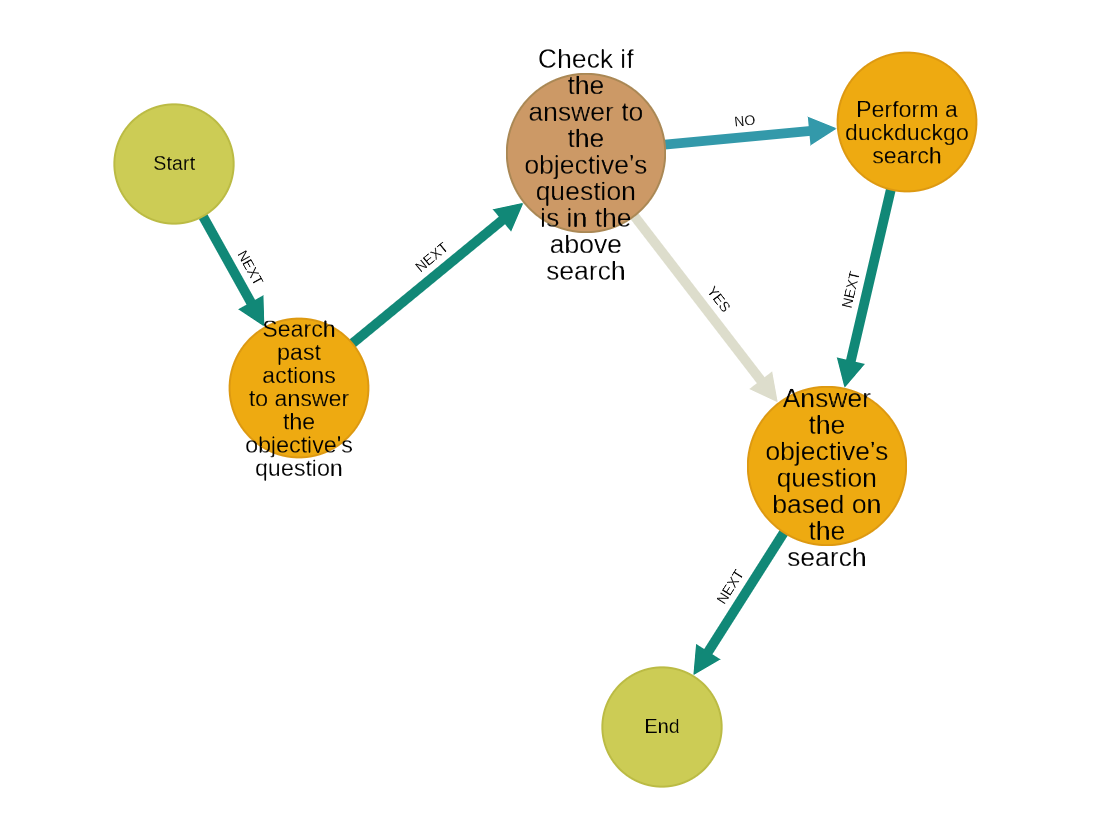 Start
NEXT
Search
past
actions
to answer
the
objective's
question
NEXT
Check if
the
answer to
the
objective's
question
is in the
above
search
NO
Perform a
duckduckgo
search
YES
NEXT
Answer
the
objective's
question
based on
the
search
NEXT
End